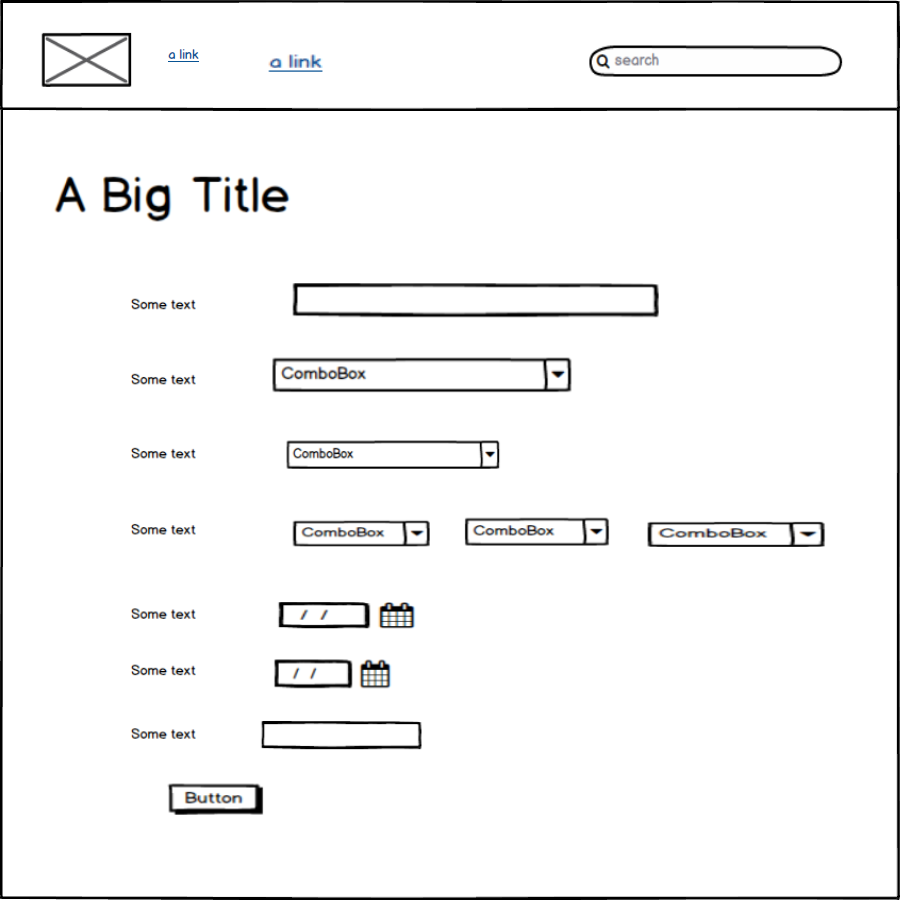 a link a link search
A Big Title
Some text
Some text ComboBox
Some text ComboBox
Some text ComboBox ComboBox ComboBox
Some text / /
Some text / /
Some text
Button